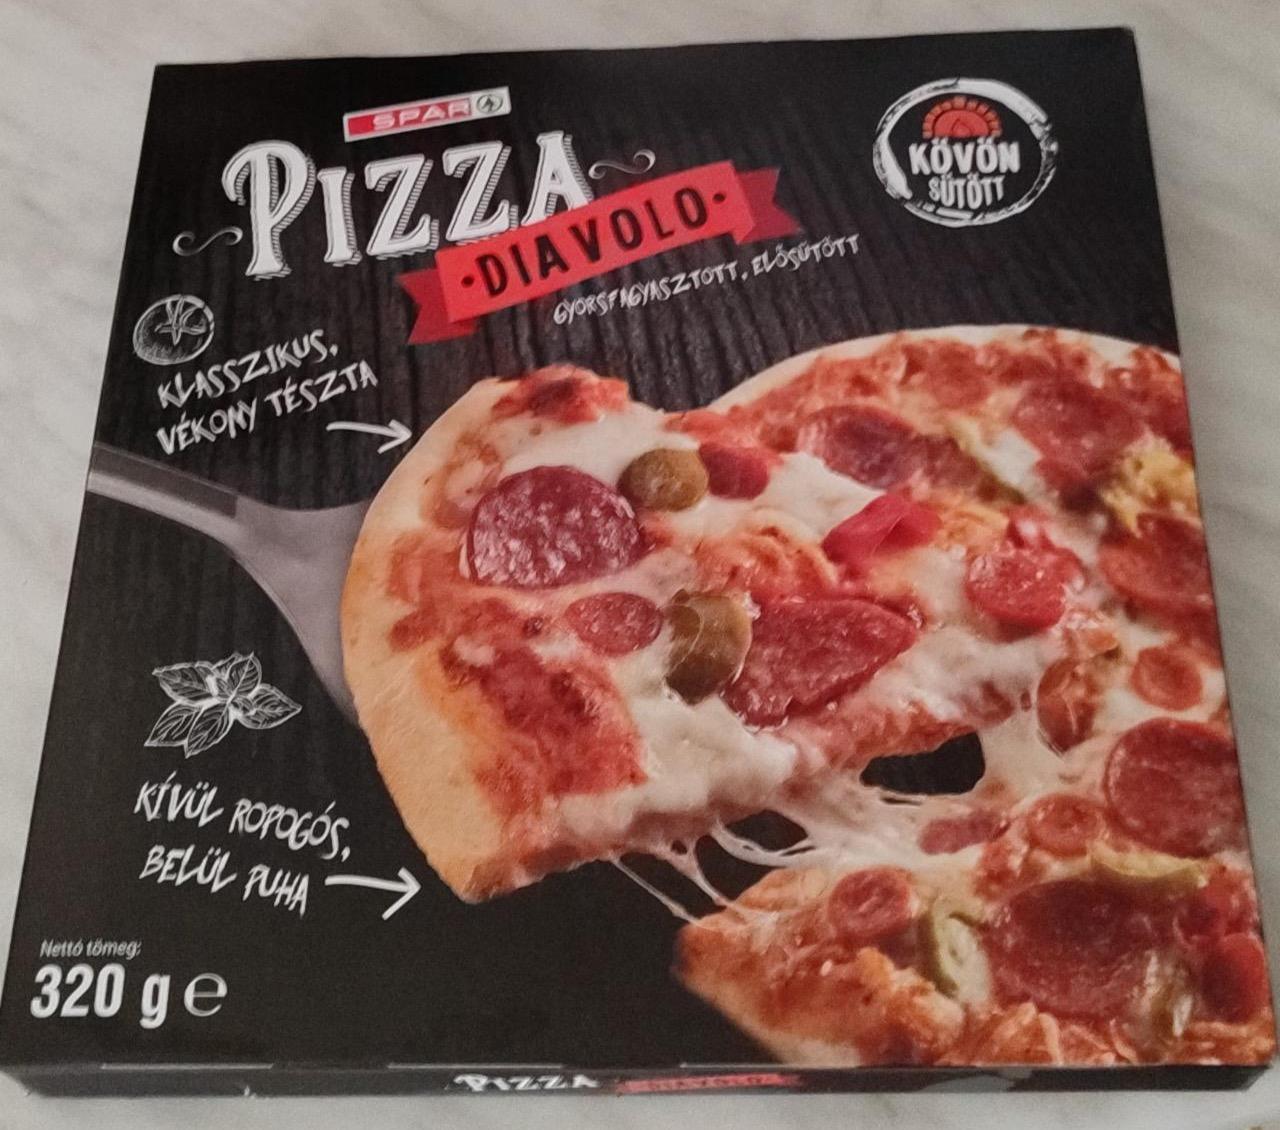 SPAR
PIZZA
·DIAVOLO·
GYORSFAGYASZTOTT, ELŐSÜTÖTT
KÖVÖN
SÜTÖTT
KLASSZIKUS,
VÉKONY TÉSZTA
KÍVÜL ROPOGÓS,
BELÜL PUHA
Nettó tömeg:
320 g e
PIZZA DIAVOLO